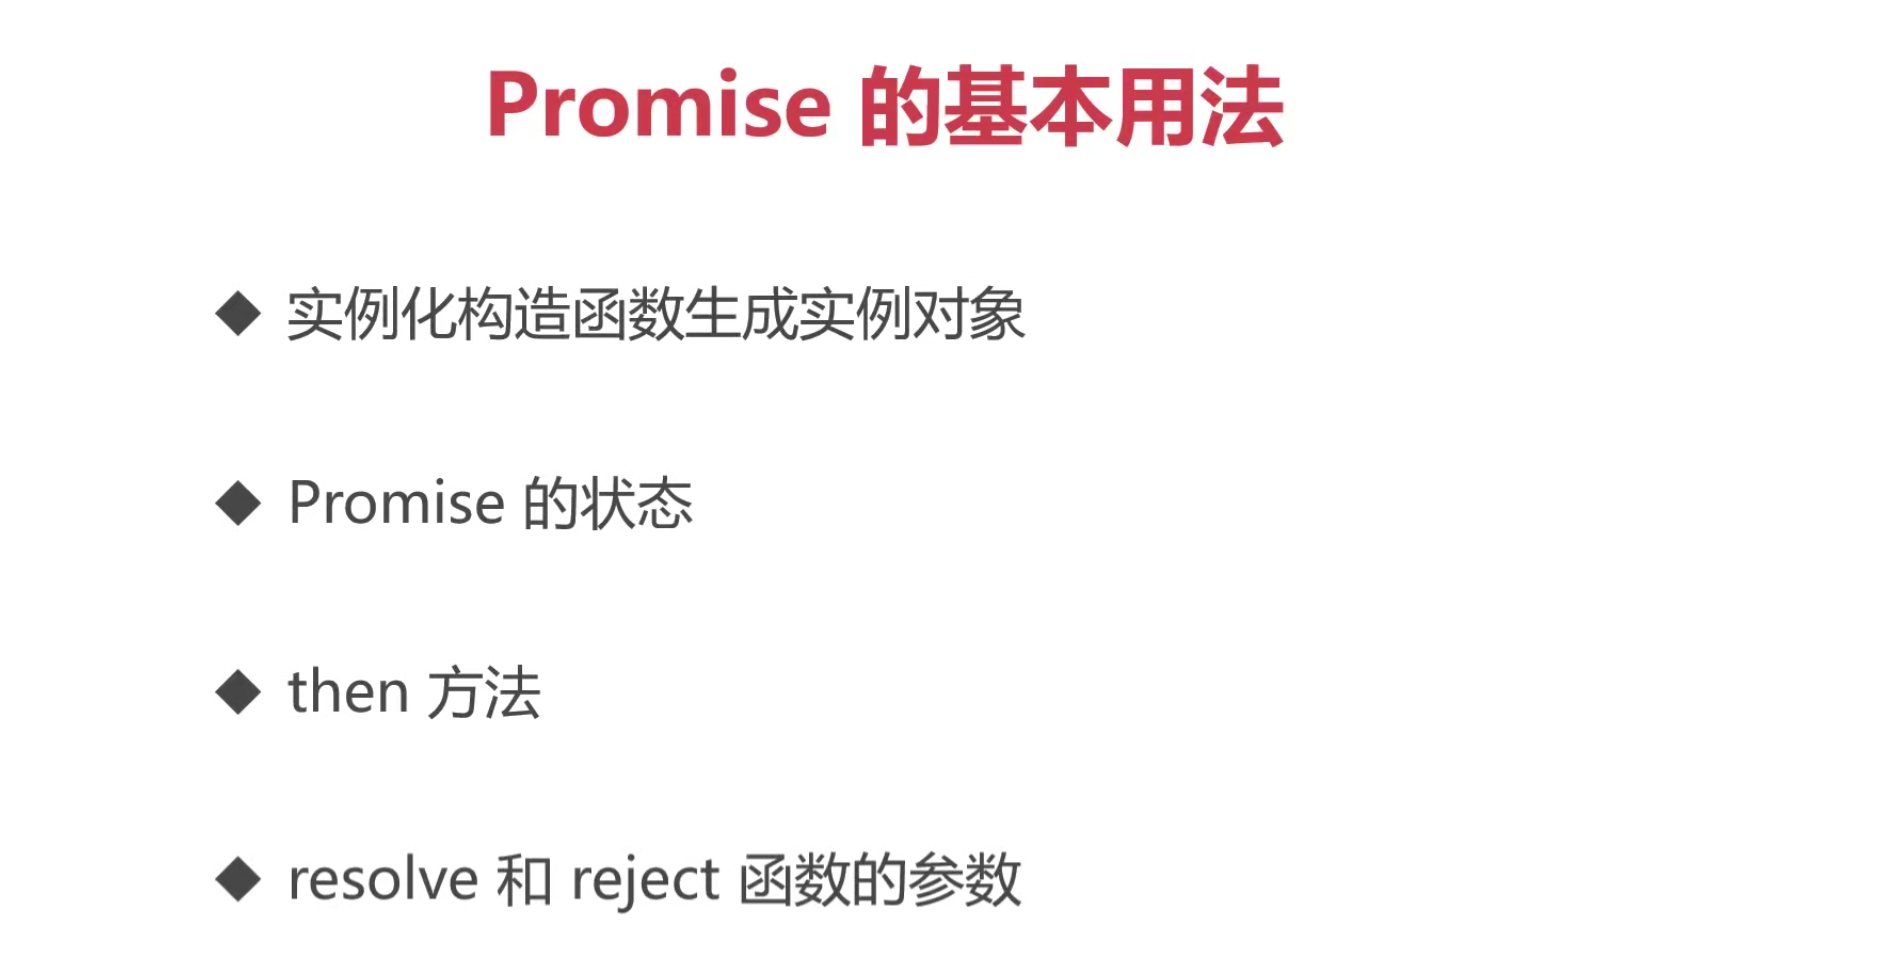 Promise 的基本用法
◆ 实例化构造函数生成实例对象
◆ Promise 的状态
◆ then 方法
◆ resolve 和 reject 函数的参数